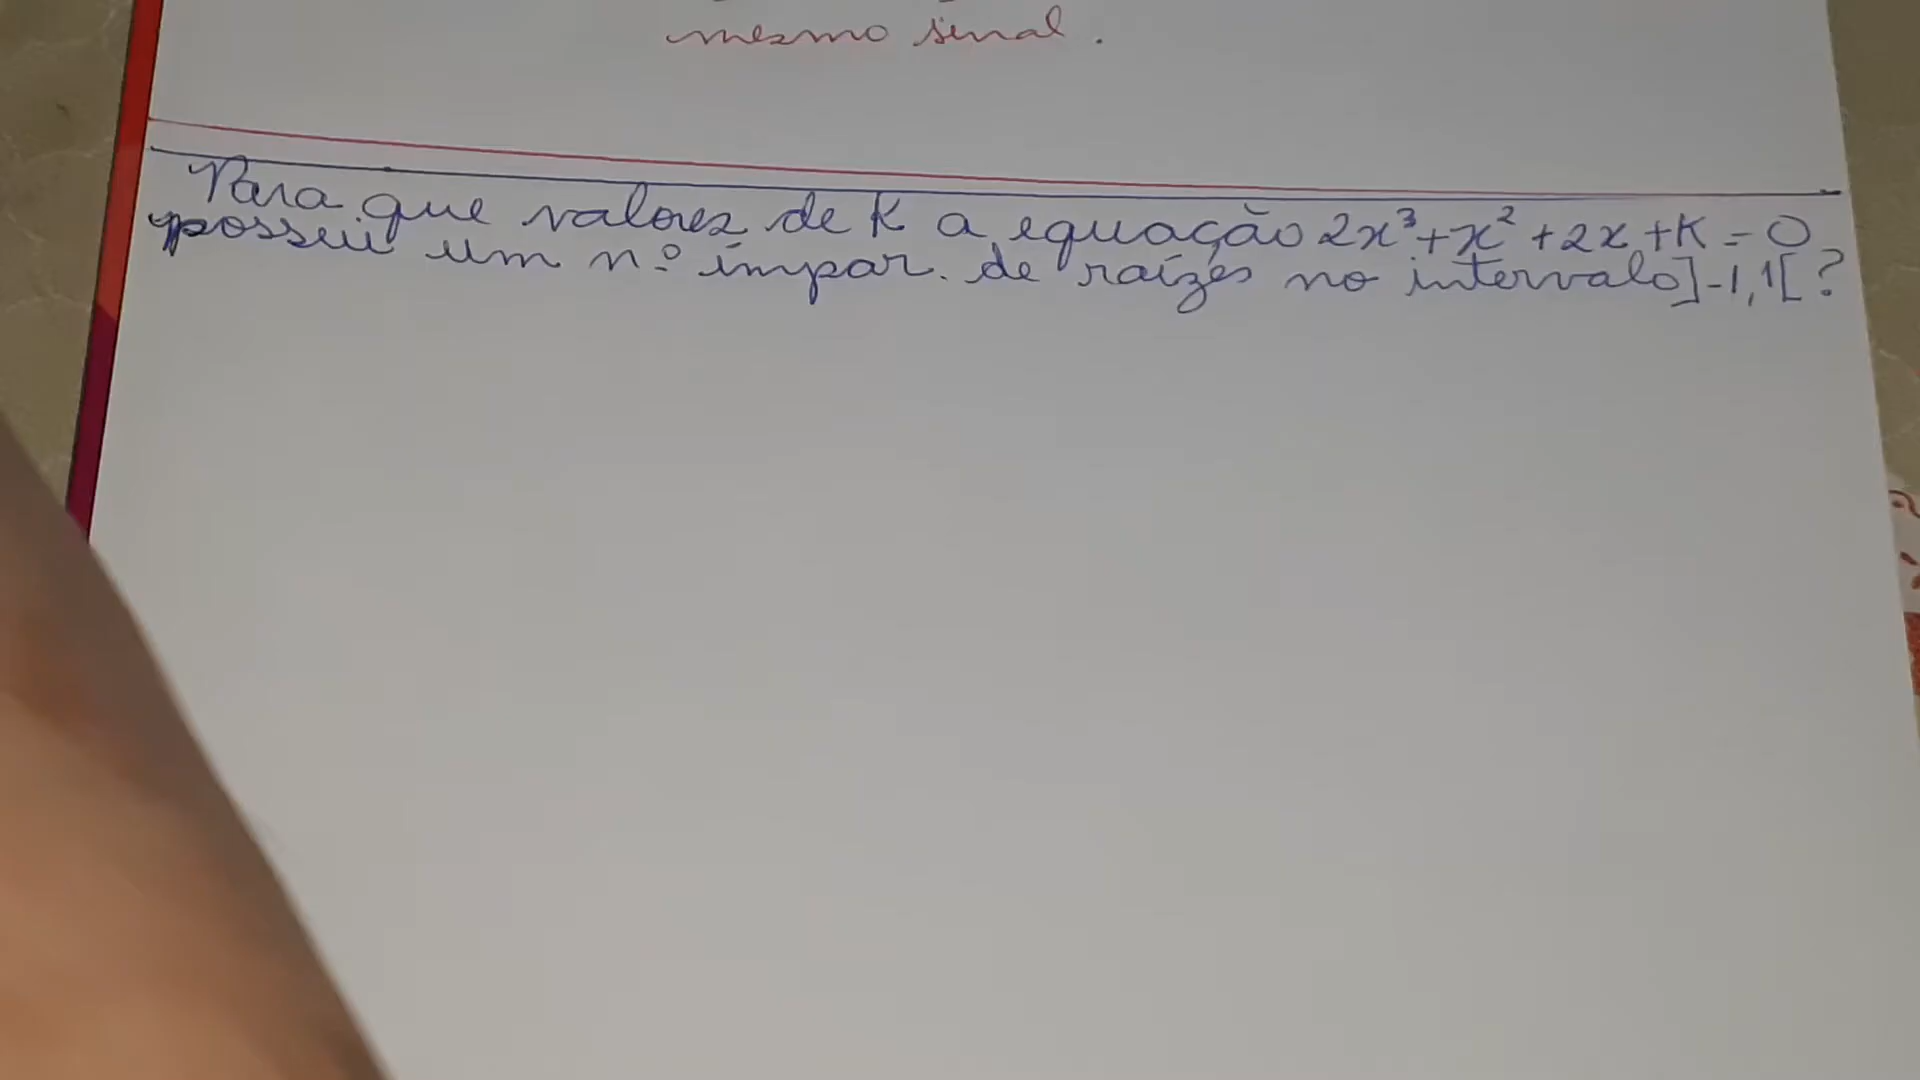 mesmo sinal.
Para que valores de K a equação 2x³+x²+2x+K=0
possui um n.º ímpar de raízes no intervalo]-1,1[?